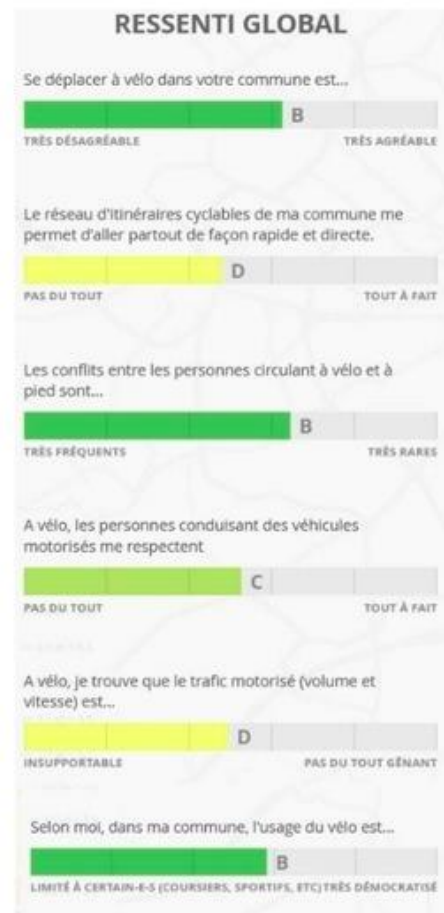 RESSENTI GLOBAL
Se déplacer à vélo dans votre commune est...
B
TRÈS DÉSAGRÉABLE TRÈS AGRÉABLE
Le réseau d'itinéraires cyclables de ma commune me
permet d'aller partout de façon rapide et directe.
D
PAS DU TOUT TOUT À FAIT
Les conflits entre les personnes circulant à vélo et à
pied sont...
B
TRÈS FRÉQUENTS TRÈS RARES
A vélo, les personnes conduisant des véhicules
motorisés me respectent
C
PAS DU TOUT TOUT À FAIT
A vélo, je trouve que le trafic motorisé (volume et
vitesse) est...
D
INSUPPORTABLE PAS DU TOUT GÊNANT
Selon moi, dans ma commune, l'usage du vélo est...
B
LIMITÉ À CERTAIN-E-S (COURSIERS, SPORTIFS, ETC) TRÈS DÉMOCRATISÉ